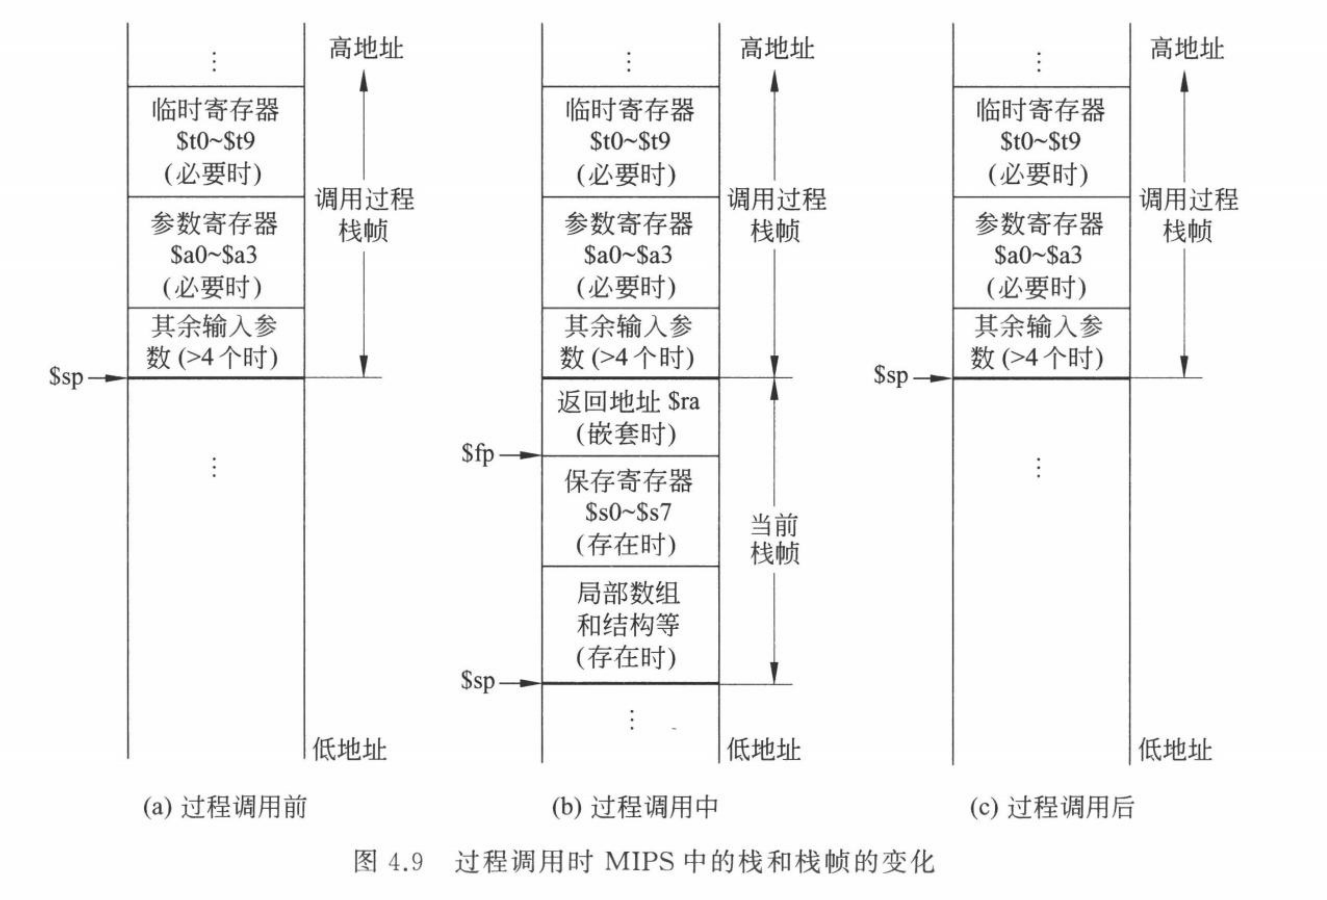 高地址
⋮
临时寄存器
$t0~$t9
(必要时)
调用过程
栈帧
参数寄存器
$a0~$a3
(必要时)
其余输入参
数 (>4 个时)
$sp
⋮
低地址
(a) 过程调用前
高地址
⋮
临时寄存器
$t0~$t9
(必要时)
调用过程
栈帧
参数寄存器
$a0~$a3
(必要时)
其余输入参
数 (>4 个时)
返回地址 $ra
(嵌套时)
$fp
保存寄存器
$s0~$s7
(存在时)
当前
栈帧
局部数组
和结构等
(存在时)
$sp
⋮
低地址
(b) 过程调用中
高地址
⋮
临时寄存器
$t0~$t9
(必要时)
调用过程
栈帧
参数寄存器
$a0~$a3
(必要时)
其余输入参
数 (>4 个时)
$sp
⋮
低地址
(c) 过程调用后
图 4.9 过程调用时 MIPS 中的栈和栈帧的变化